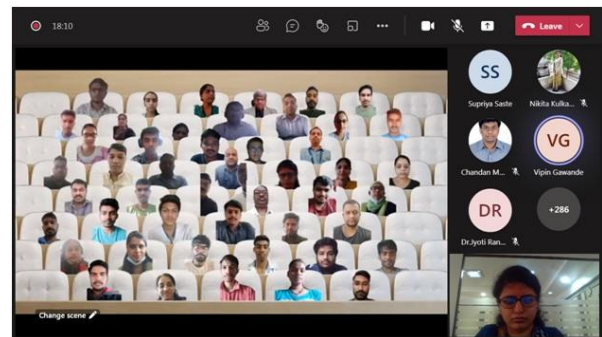 18:10
Leave
SS
Supriya Saste
Nikita Kulka...
Chandan M...
VG
Vipin Gawande
DR
Dr.Jyoti Ran...
+286
Change scene